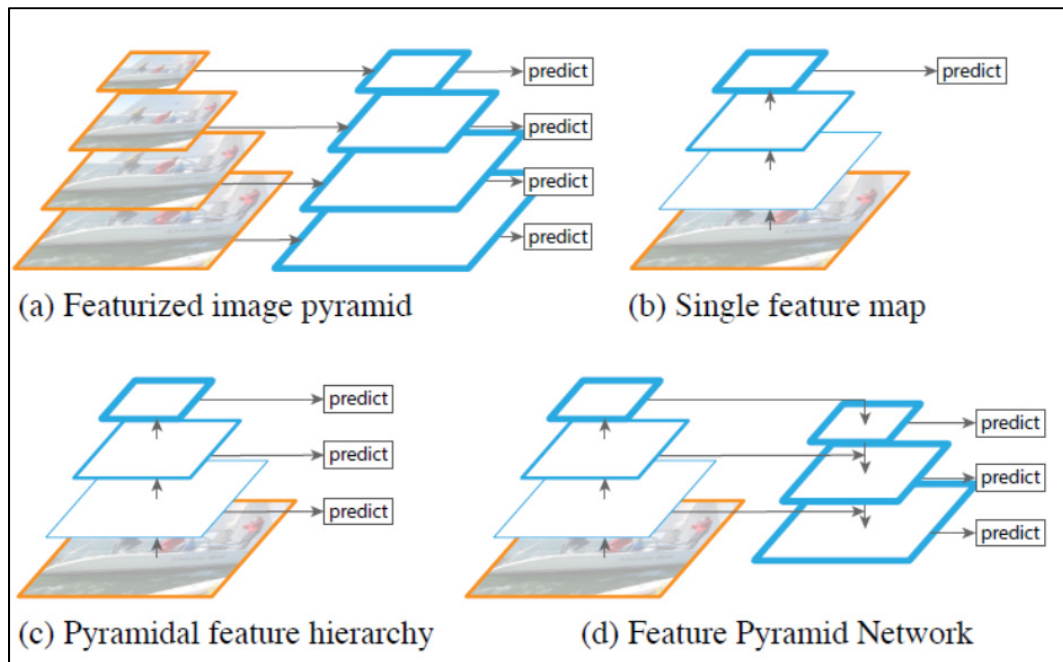 predict
predict
predict
predict
(a) Featurized image pyramid
predict
(b) Single feature map
predict
predict
predict
(c) Pyramidal feature hierarchy
predict
predict
predict
(d) Feature Pyramid Network